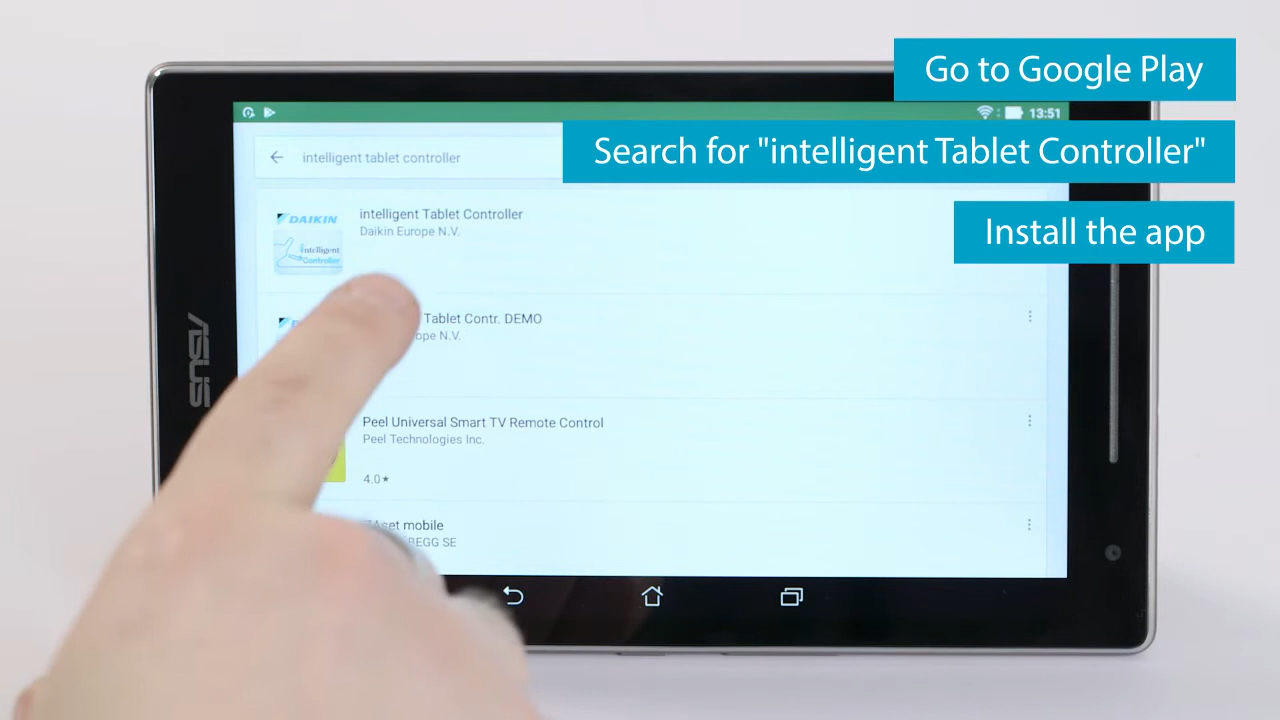 Go to Google Play
13:51
intelligent tablet controller
Search for "intelligent Tablet Controller"
DAIKIN
intelligent
Controller
intelligent Tablet Controller
Daikin Europe N.V.
Install the app
Tablet Contr. DEMO
ope N.V.
ASUS
Peel Universal Smart TV Remote Control
Peel Technologies Inc.
4.0★
Aset mobile
BEGG SE